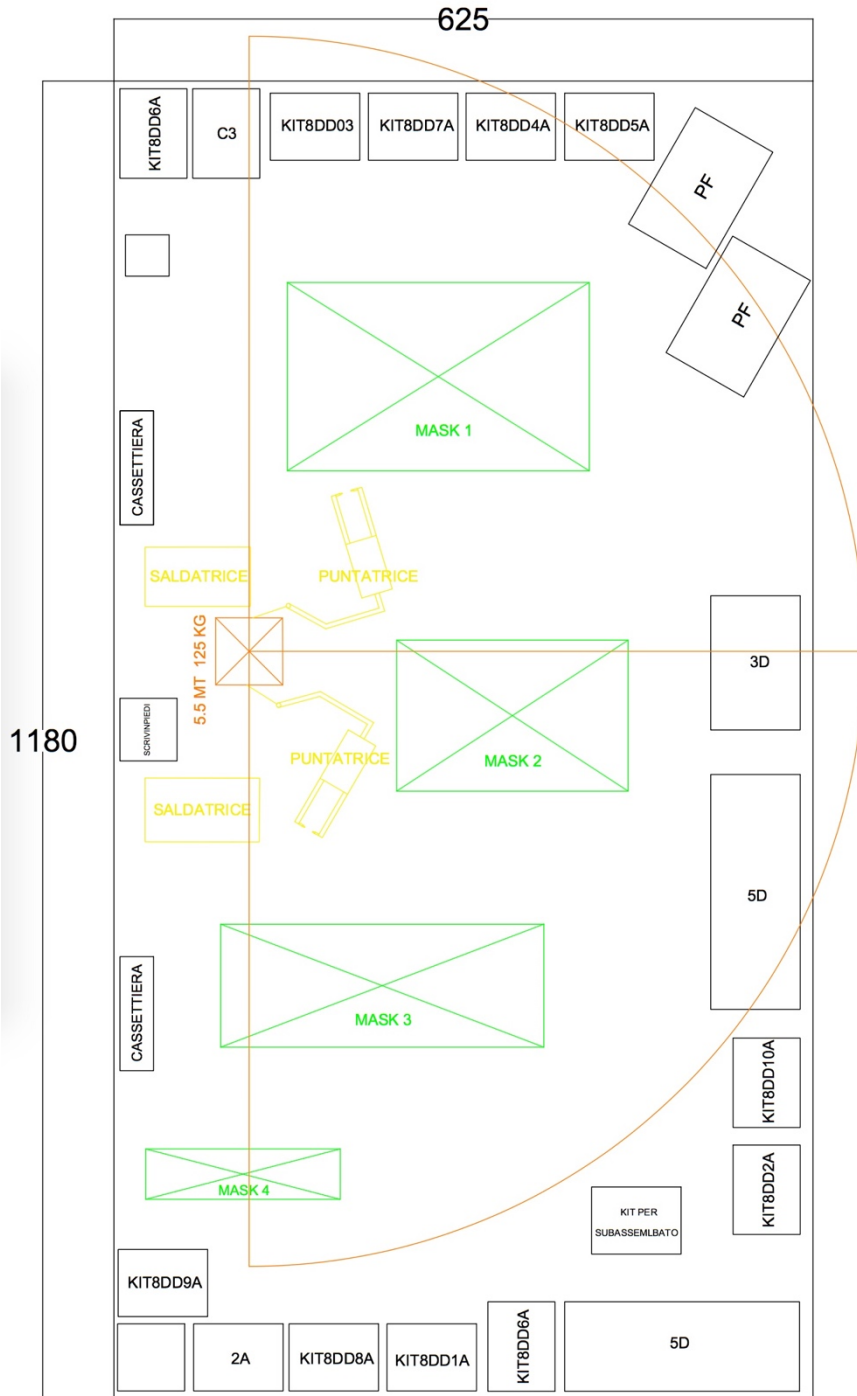 625
KIT8DD6A
C3
KIT8DD03
KIT8DD7A
KIT8DD4A
KIT8DD5A
PF
PF
MASK 1
CASSETTIERA
SALDATRICE
PUNTATRICE
5.5 MT 125 KG
3D
1180
SCRIVINPIEDI
PUNTATRICE
MASK 2
SALDATRICE
5D
CASSETTIERA
MASK 3
KIT8DD10A
MASK 4
KIT8DD2A
KIT PER
SUBASSEMLBATO
KIT8DD9A
2A
KIT8DD8A
KIT8DD1A
KIT8DD6A
5D